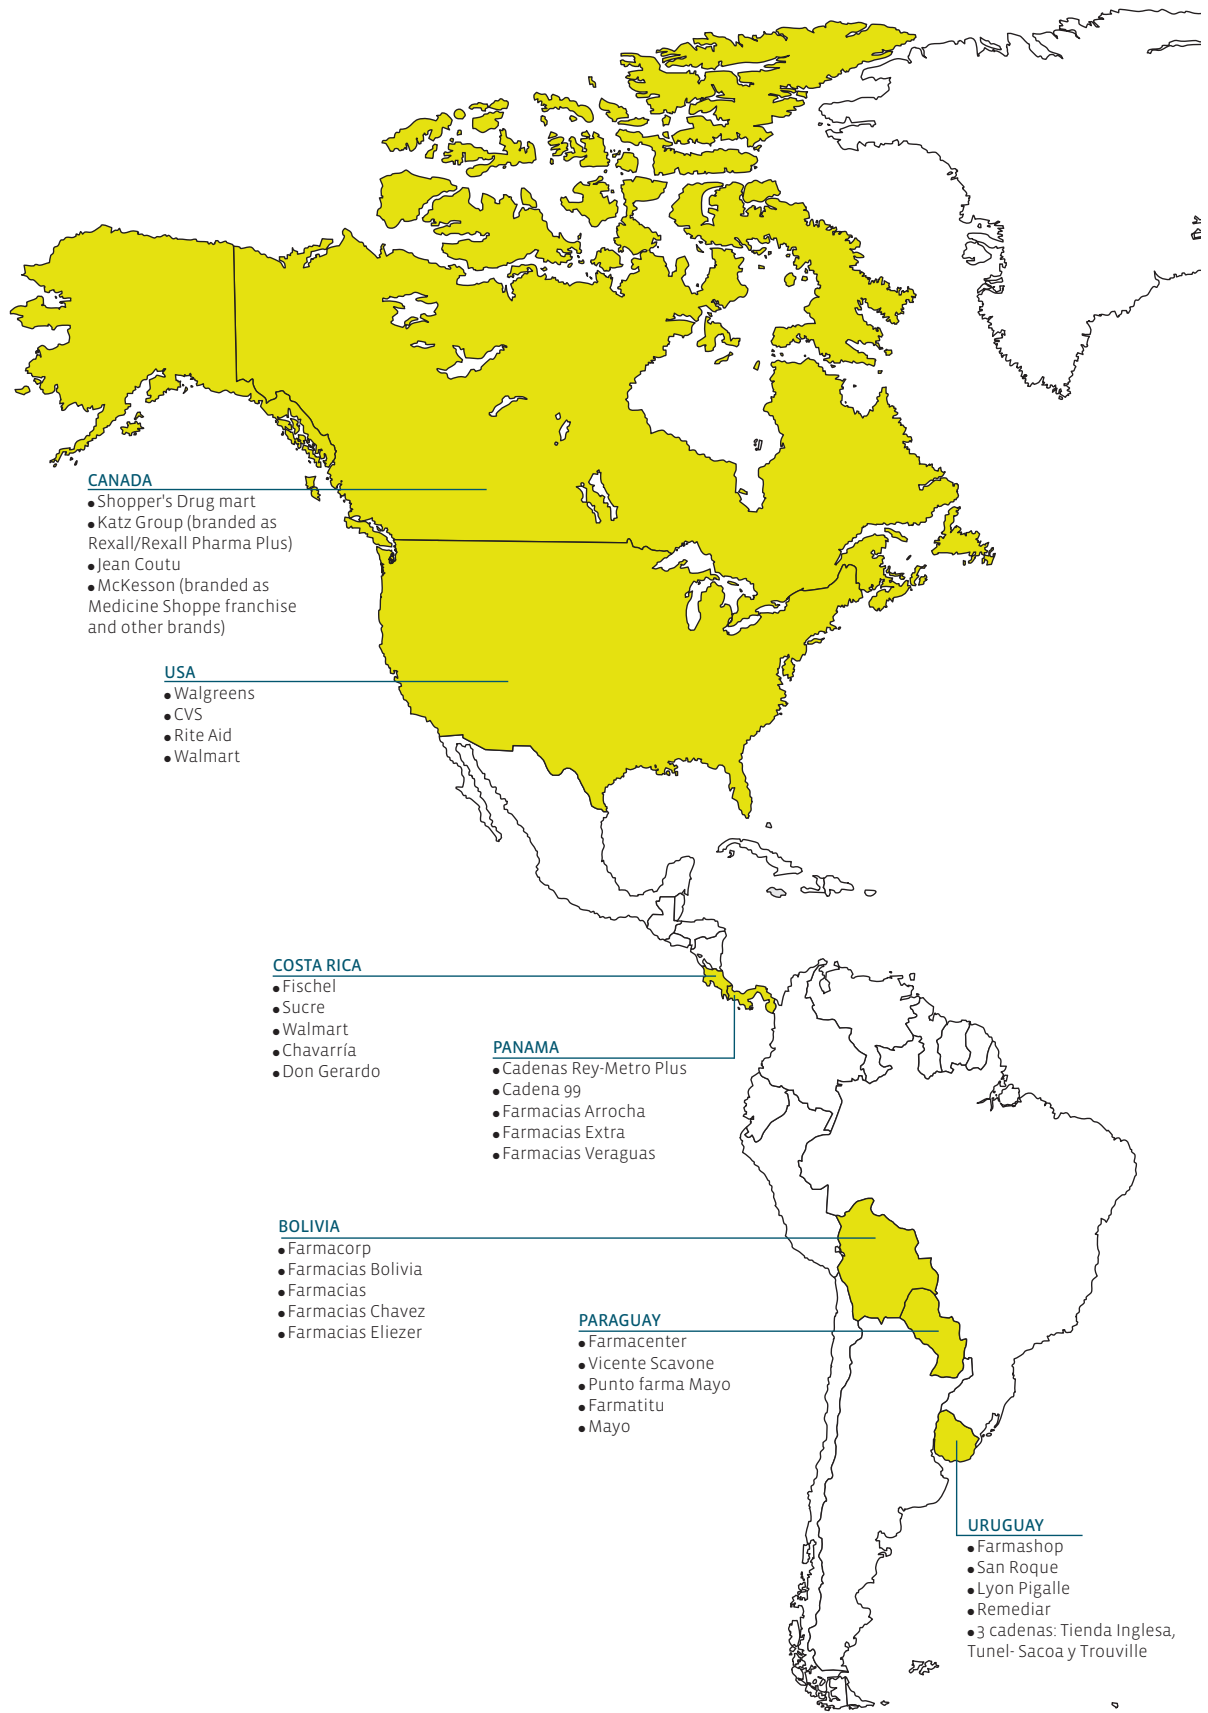 CANADA
• Shopper's Drug mart
• Katz Group (branded as
Rexall/Rexall Pharma Plus)
• Jean Coutu
• McKesson (branded as
Medicine Shoppe franchise
and other brands)
USA
• Walgreens
• CVS
• Rite Aid
• Walmart
COSTA RICA
• Fischel
• Sucre
• Walmart
• Chavarría
• Don Gerardo
PANAMA
• Cadenas Rey-Metro Plus
• Cadena 99
• Farmacias Arrocha
• Farmacias Extra
• Farmacias Veraguas
BOLIVIA
• Farmacorp
• Farmacias Bolivia
• Farmacias
• Farmacias Chavez
• Farmacias Eliezer
PARAGUAY
• Farmacenter
• Vicente Scavone
• Punto farma Mayo
• Farmatitu
• Mayo
URUGUAY
• Farmashop
• San Roque
• Lyon Pigalle
• Remediar
• 3 cadenas: Tienda Inglesa,
Tunel- Sacoa y Trouville